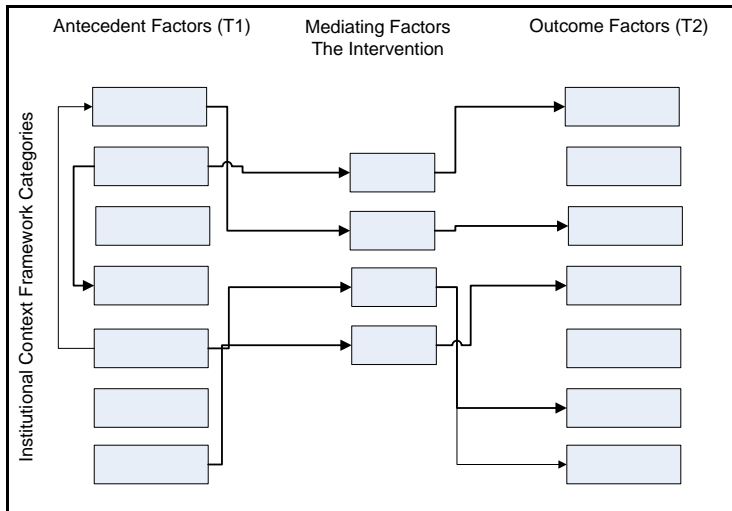 Antecedent Factors (T1)
Mediating Factors
The Intervention
Outcome Factors (T2)
Institutional Context Framework Categories